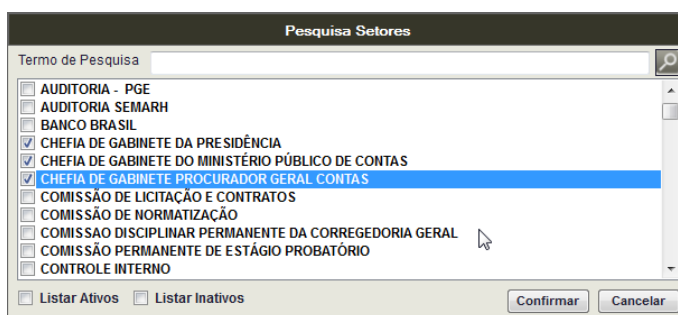 Pesquisa Setores
Termo de Pesquisa
AUDITORIA - PGE
AUDITORIA SEMARH
BANCO BRASIL
CHEFIA DE GABINETE DA PRESIDÊNCIA
CHEFIA DE GABINETE DO MINISTÉRIO PÚBLICO DE CONTAS
CHEFIA DE GABINETE PROCURADOR GERAL CONTAS
COMISSÃO DE LICITAÇÃO E CONTRATOS
COMISSÃO DE NORMATIZAÇÃO
COMISSAO DISCIPLINAR PERMANENTE DA CORREGEDORIA GERAL
COMISSÃO PERMANENTE DE ESTÁGIO PROBATÓRIO
CONTROLE INTERNO
Listar Ativos Listar Inativos Confirmar Cancelar